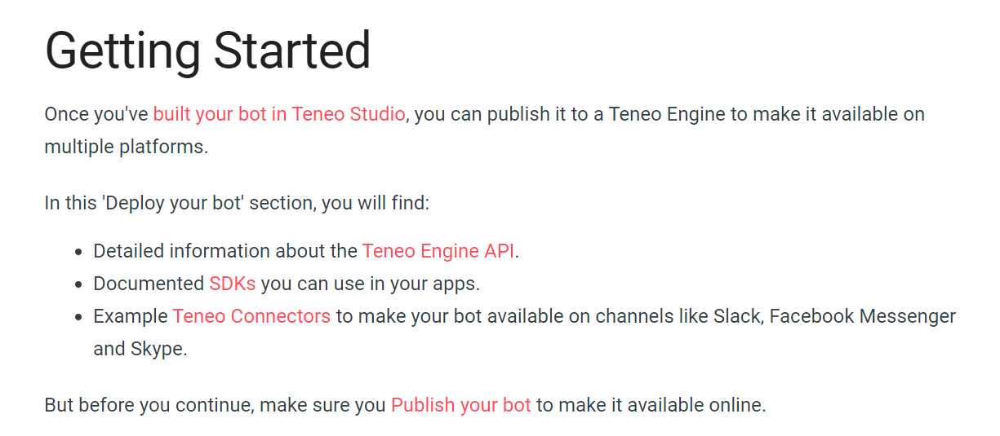 Getting Started
Once you've built your bot in Teneo Studio, you can publish it to a Teneo Engine to make it available on
multiple platforms.
In this 'Deploy your bot' section, you will find:
• Detailed information about the Teneo Engine API.
• Documented SDKs you can use in your apps.
• Example Teneo Connectors to make your bot available on channels like Slack, Facebook Messenger
and Skype.
But before you continue, make sure you Publish your bot to make it available online.